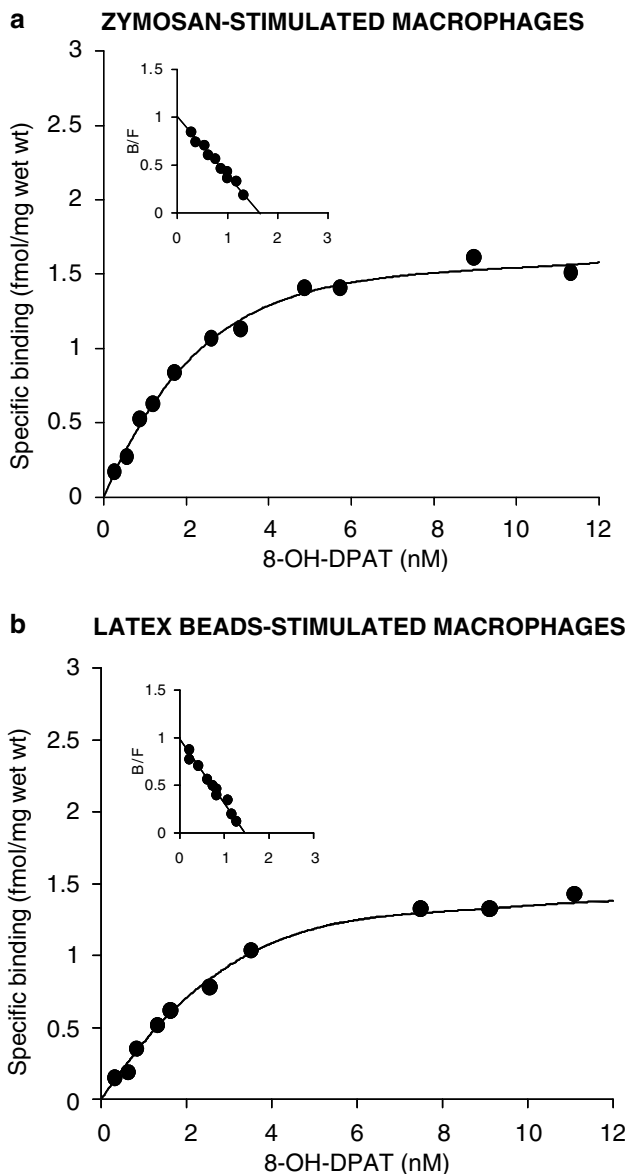 a ZYMOSAN-STIMULATED MACROPHAGES
3
2.5
2
1.5
1
0.5
0
Specific binding (fmol/mg wet wt)
1.5
1
0.5
0
B/F
0 1 2 3
0 2 4 6 8 10 12
8-OH-DPAT (nM)
b LATEX BEADS-STIMULATED MACROPHAGES
3
2.5
2
1.5
1
0.5
0
Specific binding (fmol/mg wet wt)
1.5
1
0.5
0
B/F
0 1 2 3
0 2 4 6 8 10 12
8-OH-DPAT (nM)